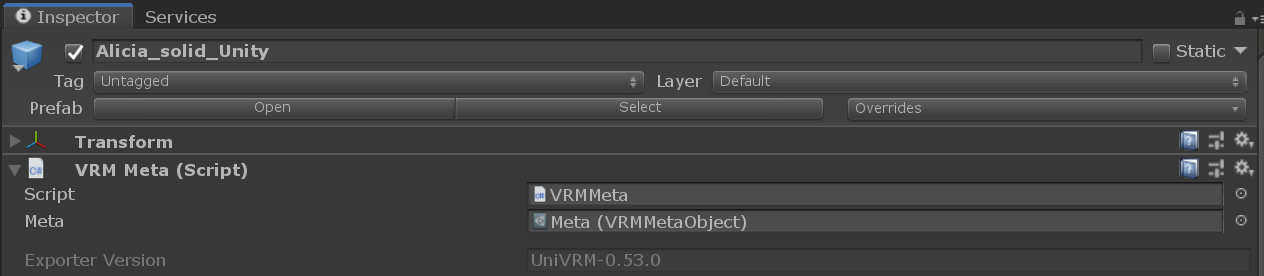 Inspector Services
Alicia_solid_Unity Static
Tag Untagged Layer Default
Prefab Open Select Overrides
Transform
C# VRM Meta (Script)
Script VRMMeta
Meta Meta (VRMMetaObject)
Exporter Version UniVRM-0.53.0